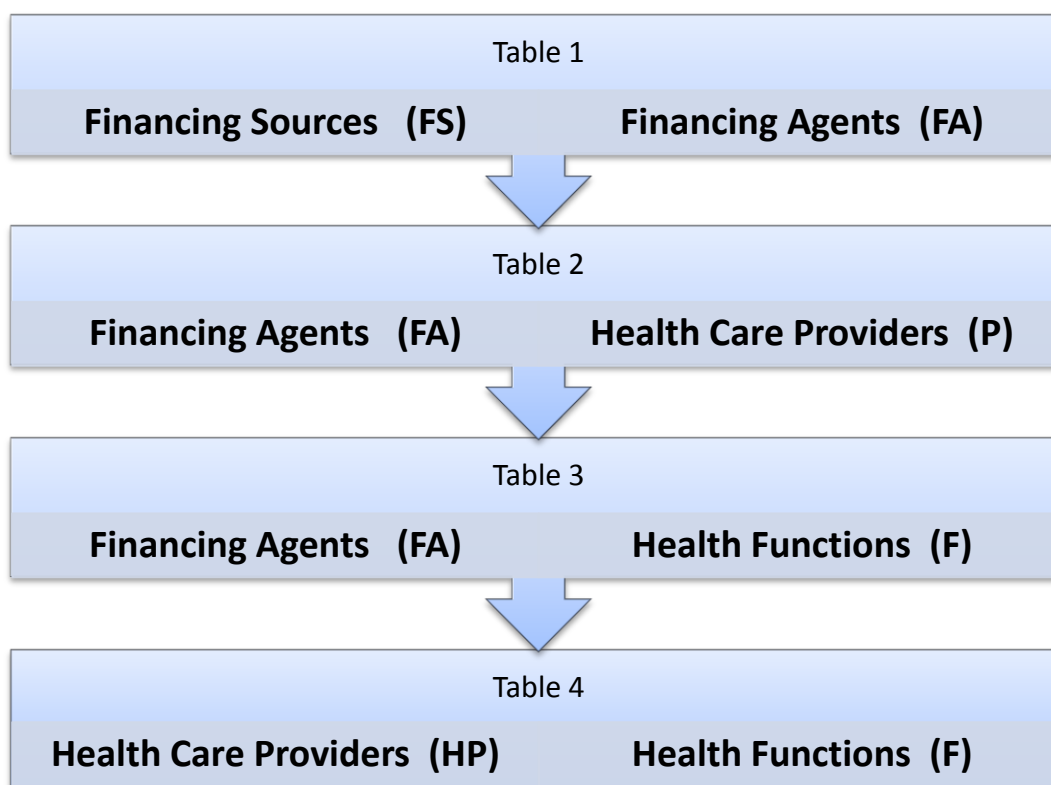 Table 1
Financing Sources (FS) Financing Agents (FA)
Table 2
Financing Agents (FA) Health Care Providers (P)
Table 3
Financing Agents (FA) Health Functions (F)
Table 4
Health Care Providers (HP) Health Functions (F)